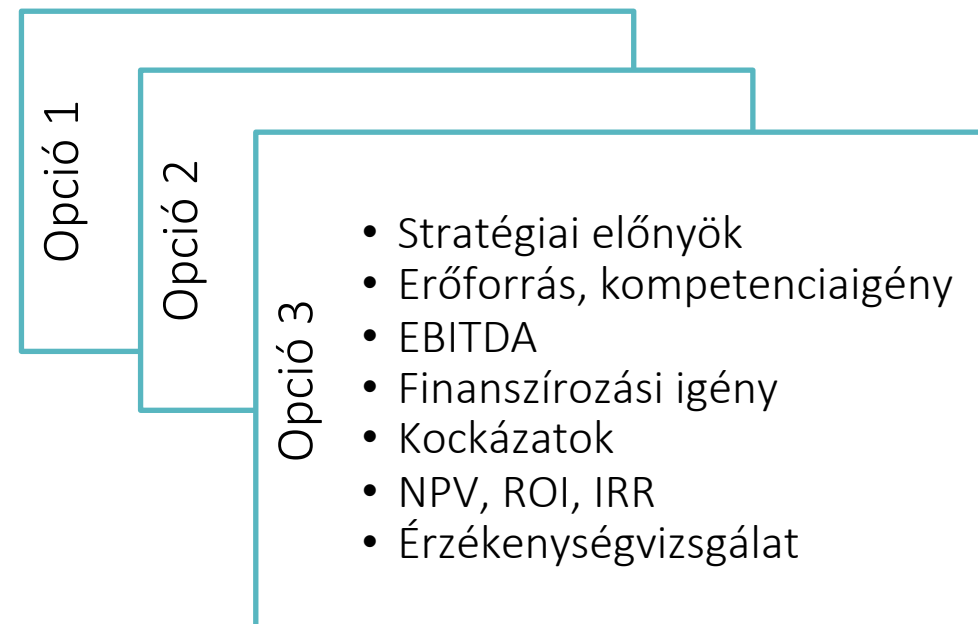 Opció 1
Opció 2
Opció 3
• Stratégiai előnyök
• Erőforrás, kompetenciaigény
• EBITDA
• Finanszírozási igény
• Kockázatok
• NPV, ROI, IRR
• Érzékenységvizsgálat